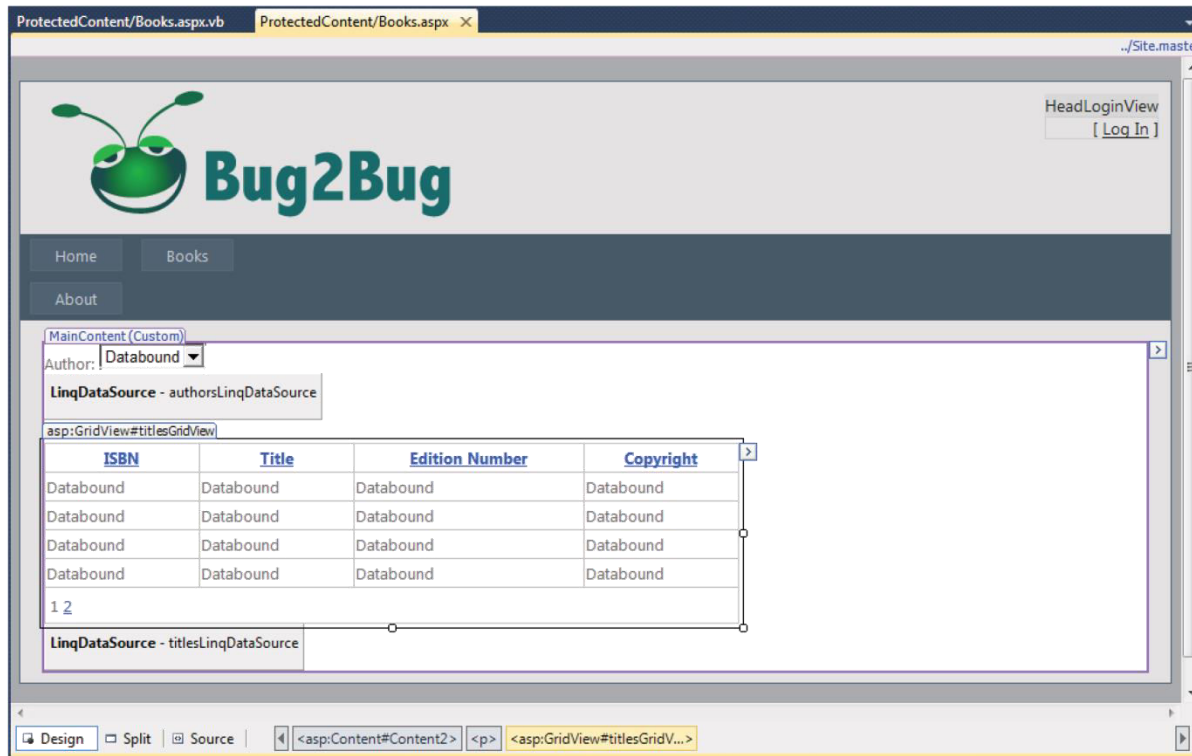 ProtectedContent/Books.aspx.vb ProtectedContent/Books.aspx
../Site.maste
HeadLoginView
[ Log In ]
Bug2Bug
Home Books
About
MainContent (Custom)
Author: Databound
LinqDataSource - authorsLinqDataSource
asp:GridView#titlesGridView
ISBN Title Edition Number Copyright
Databound Databound Databound Databound
Databound Databound Databound Databound
Databound Databound Databound Databound
Databound Databound Databound Databound
1 2
LinqDataSource - titlesLinqDataSource
Design Split Source <asp:Content#Content2> <p> <asp:GridView#titlesGridV...>